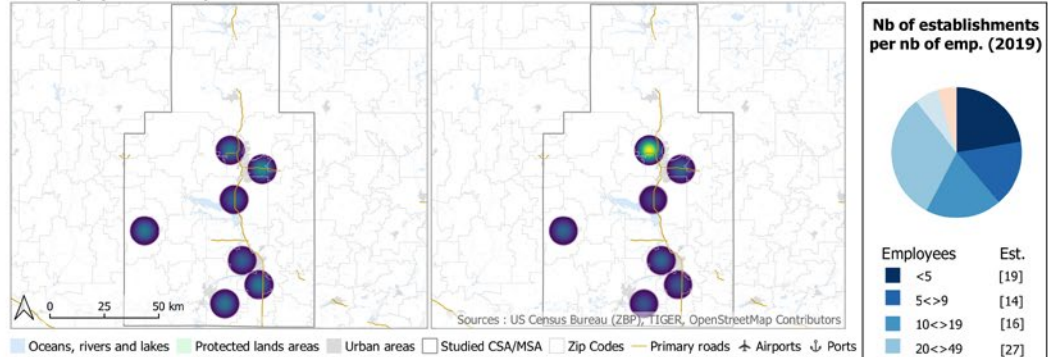 Nb of establishments
per nb of emp. (2019)
Employees Est.
<5 [19]
5<>9 [14]
10<>19 [16]
20<>49 [27]
0 25 50 km
Sources : US Census Bureau (ZBP), TIGER, OpenStreetMap Contributors
Oceans, rivers and lakes Protected lands areas Urban areas Studied CSA/MSA Zip Codes Primary roads Airports Ports